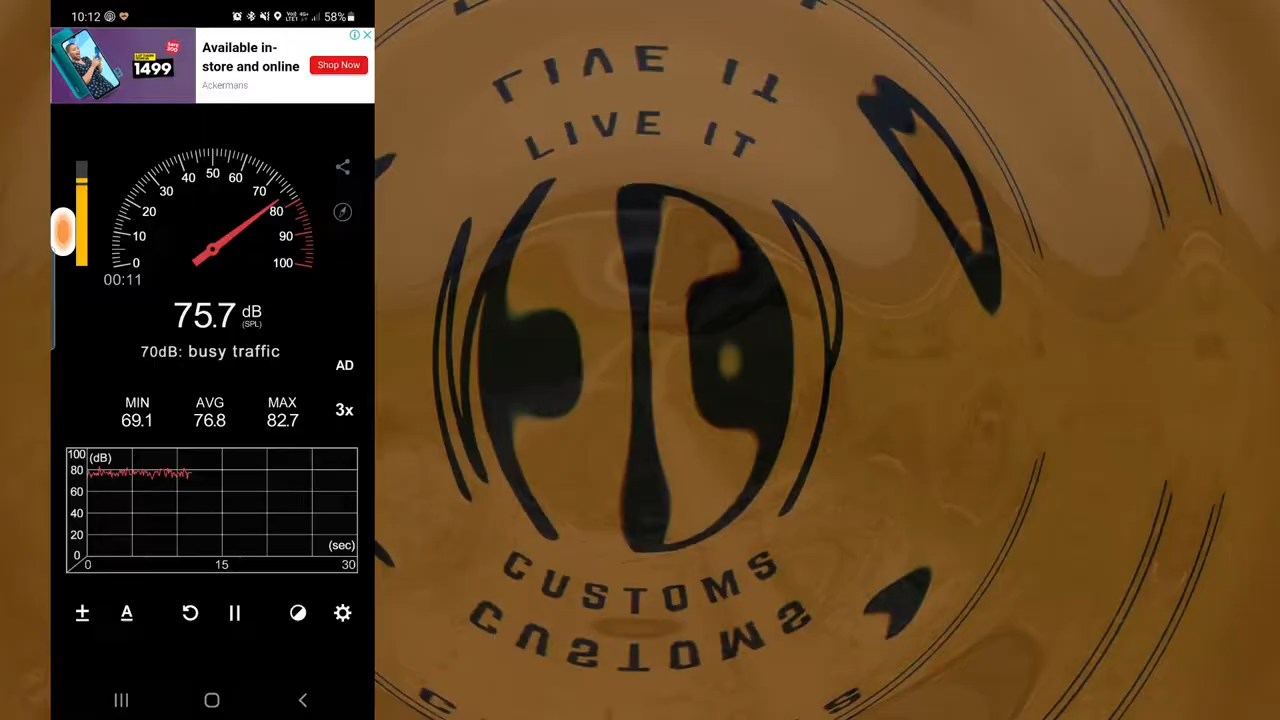 10:12
58%
SAVE
1499
Available in-
store and online
Ackermans
Shop Now
0 10 20 30 40 50 60 70 80 90 100
00:11
75.7 dB
(SPL)
70dB: busy traffic
AD
MIN AVG MAX
69.1 76.8 82.7
3x
(dB)
100
80
60
40
20
0
(sec)
0 15 30
A
LIVE IT
LIVE IT
CUSTOMS
CUSTOMS